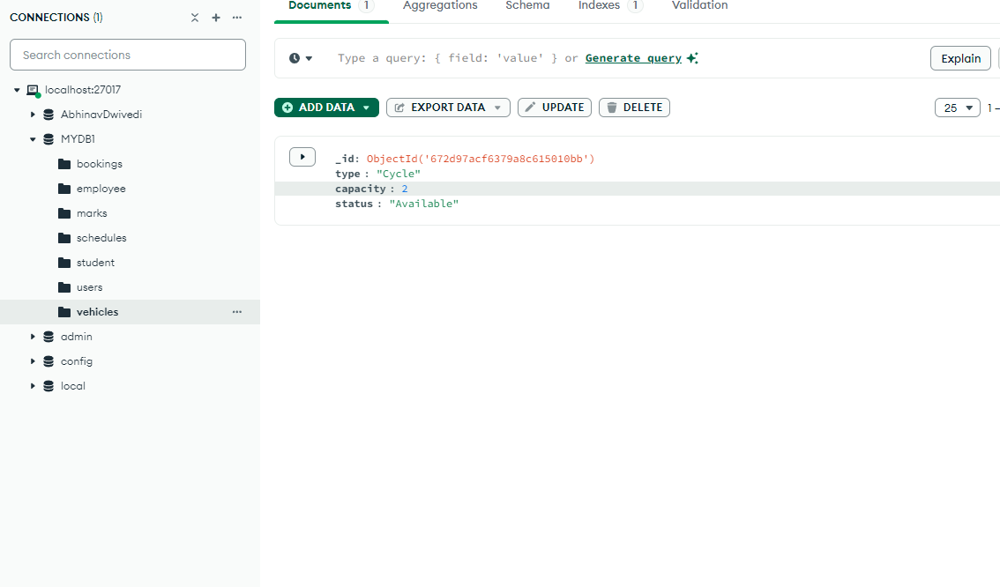 CONNECTIONS (1)
Search connections
localhost:27017
AbhinavDwivedi
MYDB1
bookings
employee
marks
schedules
student
users
vehicles
admin
config
local
Documents 1 Aggregations Schema Indexes 1 Validation
Type a query: { field: 'value' } or Generate query
Explain
ADD DATA EXPORT DATA UPDATE DELETE 25 1 –
_id: ObjectId('672d97acf6379a8c615010bb')
type : "Cycle"
capacity : 2
status : "Available"